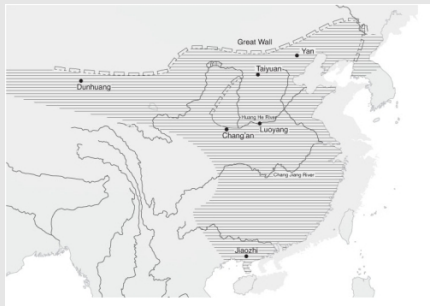 Great Wall
Yan
Taiyuan
Dunhuang
Huang He River
Luoyang
Chang'an
Chang Jiang River
Jiaozhi